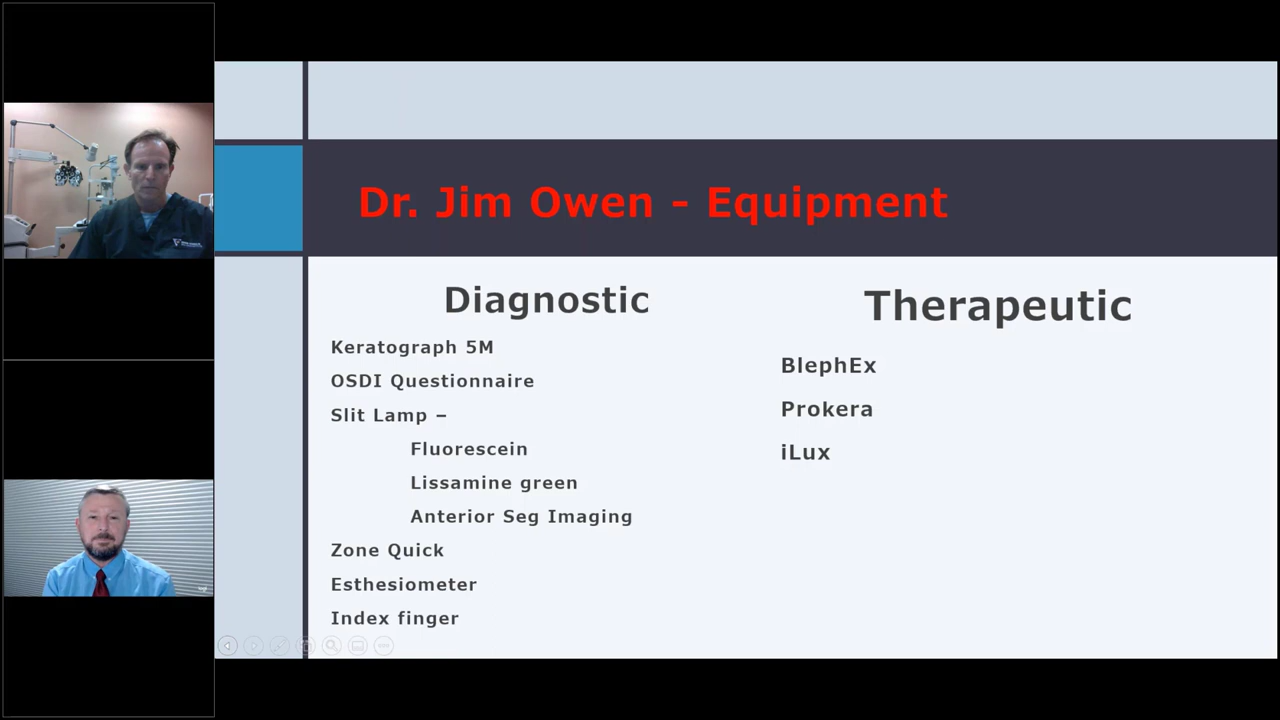 Dr. Jim Owen - Equipment
Diagnostic
Keratograph 5M
OSDI Questionnaire
Slit Lamp –
Fluorescein
Lissamine green
Anterior Seg Imaging
Zone Quick
Esthesiometer
Index finger
Therapeutic
BlephEx
Prokera
iLux